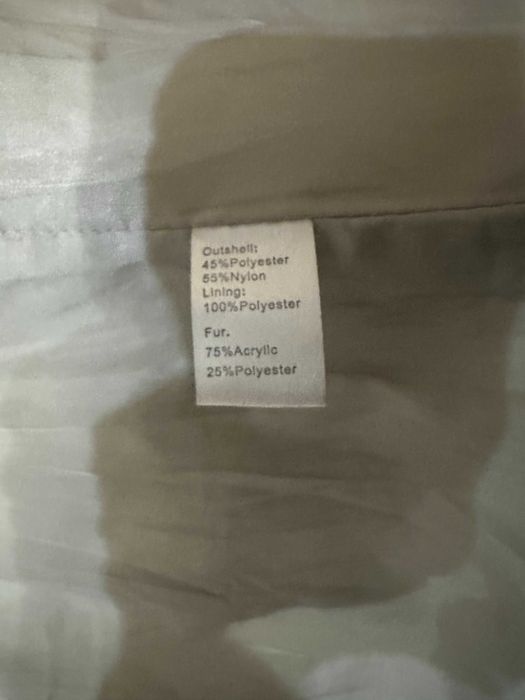 Outshell:
45%Polyester
55%Nylon
Lining:
100%Polyester
Fur.
75%Acrylic
25%Polyester